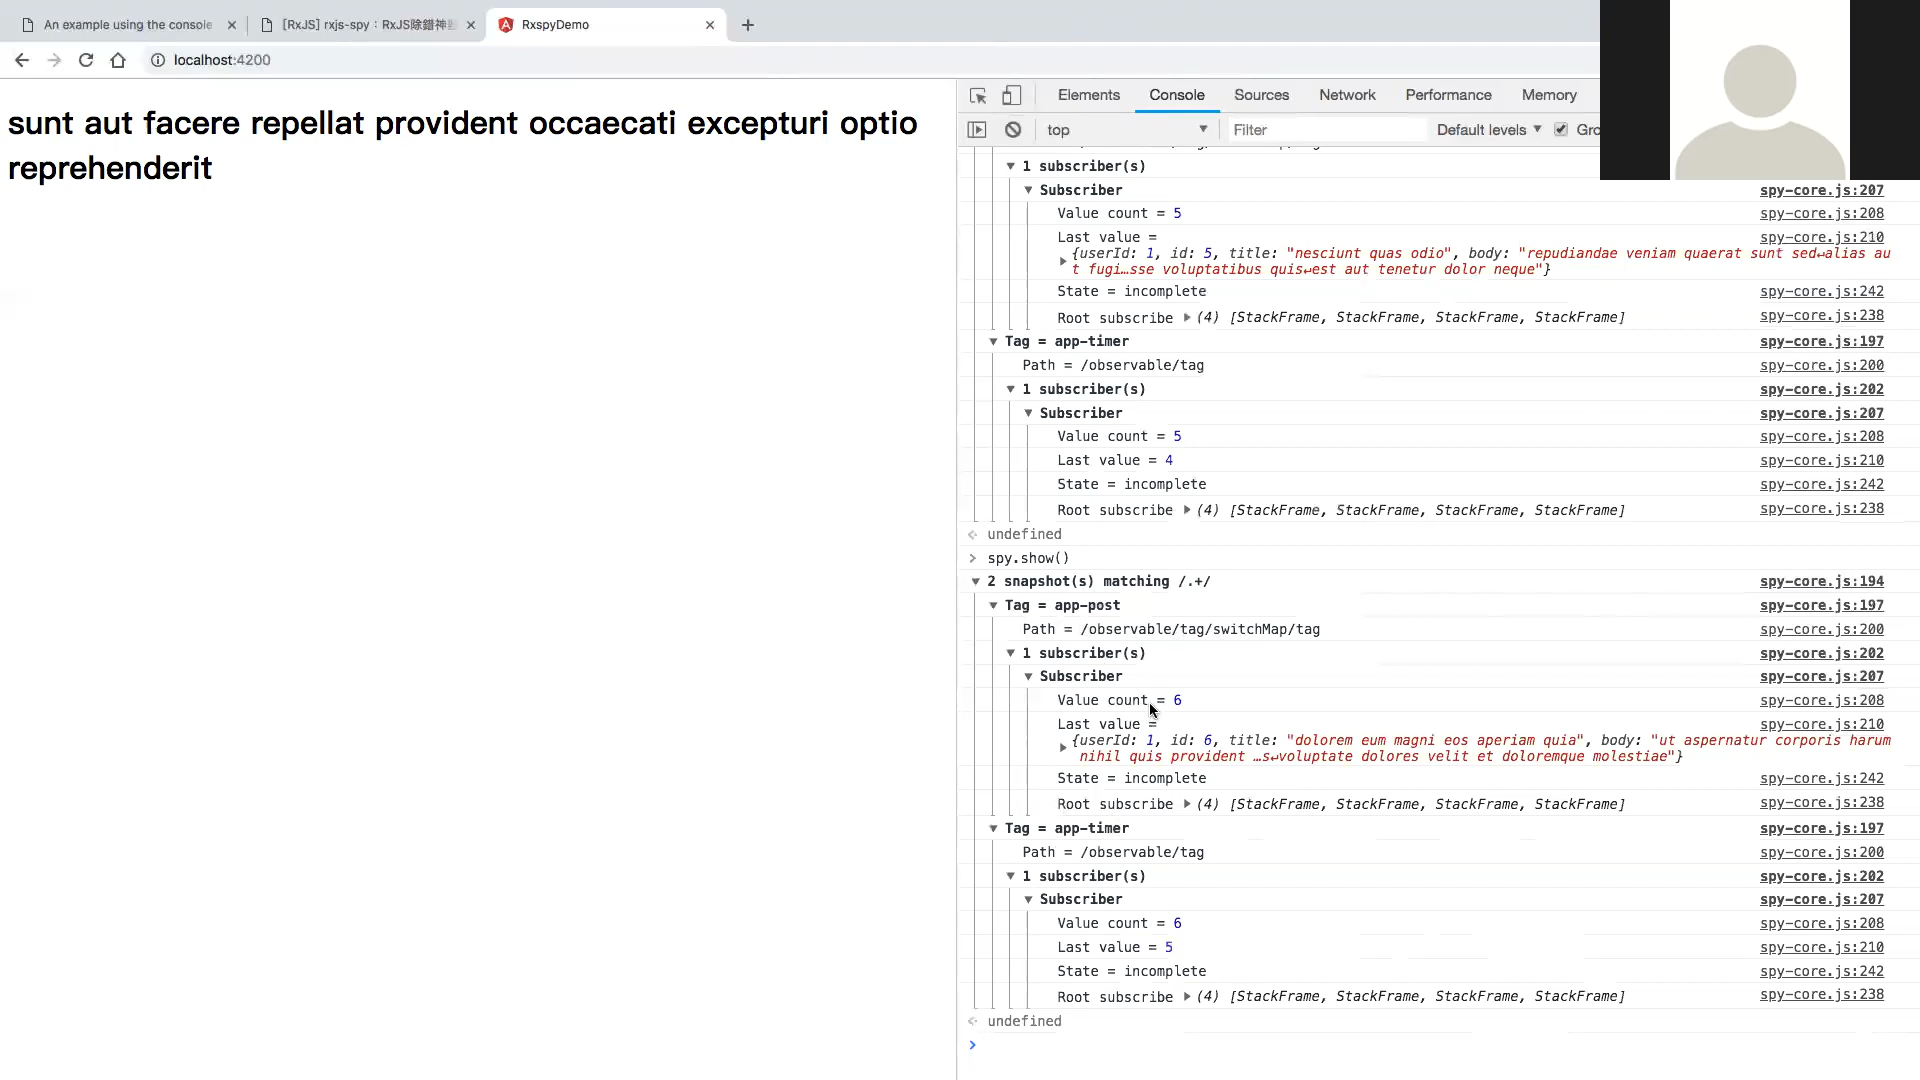 An example using the console
[RxJS] rxjs-spy：RxJS除錯神
RxspyDemo
localhost:4200
sunt aut facere repellat provident occaecati excepturi optio
reprehenderit
Elements Console Sources Network Performance Memory
top Filter Default levels
1 subscriber(s)
Subscriber spy-core.js:207
Value count = 5 spy-core.js:208
Last value = spy-core.js:210
{userId: 1, id: 5, title: "nesciunt quas odio", body: "repudiandae veniam quaerat sunt sed↵alias au
t fugi…sse voluptatibus quis↵est aut tenetur dolor neque"}
State = incomplete spy-core.js:242
Root subscribe (4) [StackFrame, StackFrame, StackFrame, StackFrame] spy-core.js:238
Tag = app-timer spy-core.js:197
Path = /observable/tag spy-core.js:200
1 subscriber(s) spy-core.js:202
Subscriber spy-core.js:207
Value count = 5 spy-core.js:208
Last value = 4 spy-core.js:210
State = incomplete spy-core.js:242
Root subscribe (4) [StackFrame, StackFrame, StackFrame, StackFrame] spy-core.js:238
undefined
spy.show()
2 snapshot(s) matching /.+/ spy-core.js:194
Tag = app-post spy-core.js:197
Path = /observable/tag/switchMap/tag spy-core.js:200
1 subscriber(s) spy-core.js:202
Subscriber spy-core.js:207
Value count = 6 spy-core.js:208
Last value = spy-core.js:210
{userId: 1, id: 6, title: "dolorem eum magni eos aperiam quia", body: "ut aspernatur corporis harum
nihil quis provident …s↵voluptate dolores velit et doloremque molestiae"}
State = incomplete spy-core.js:242
Root subscribe (4) [StackFrame, StackFrame, StackFrame, StackFrame] spy-core.js:238
Tag = app-timer spy-core.js:197
Path = /observable/tag spy-core.js:200
1 subscriber(s) spy-core.js:202
Subscriber spy-core.js:207
Value count = 6 spy-core.js:208
Last value = 5 spy-core.js:210
State = incomplete spy-core.js:242
Root subscribe (4) [StackFrame, StackFrame, StackFrame, StackFrame] spy-core.js:238
undefined